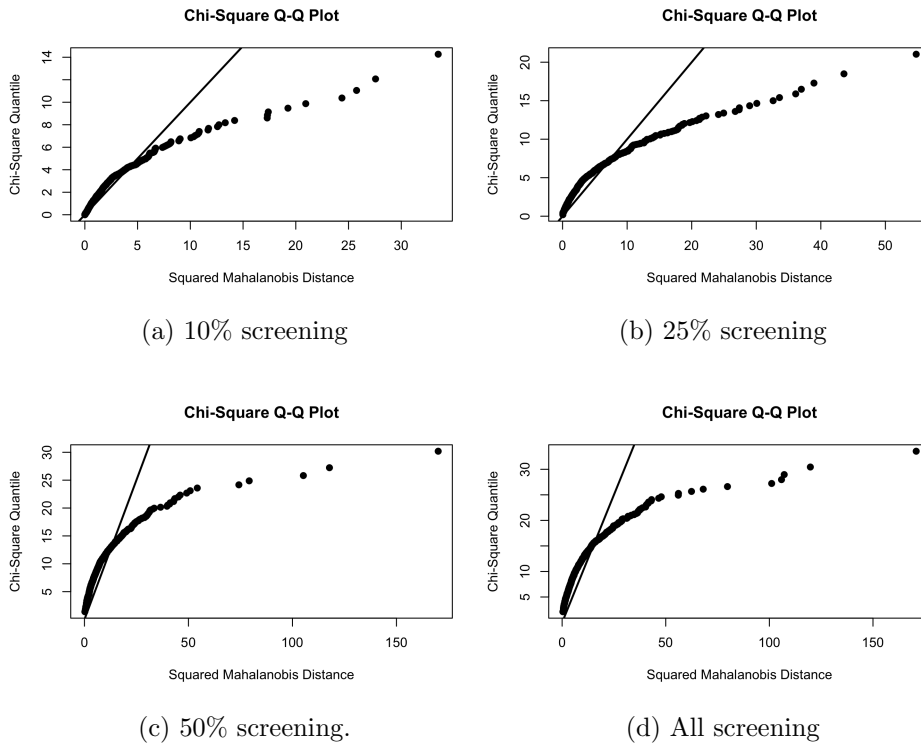 Chi-Square Q-Q Plot
Chi-Square Quantile
0 2 4 6 8 10 14
0 5 10 15 20 25 30
Squared Mahalanobis Distance
(a) 10% screening
Chi-Square Q-Q Plot
Chi-Square Quantile
0 5 10 15 20
0 10 20 30 40 50
Squared Mahalanobis Distance
(b) 25% screening
Chi-Square Q-Q Plot
Chi-Square Quantile
5 10 15 20 25 30
0 50 100 150
Squared Mahalanobis Distance
(c) 50% screening.
Chi-Square Q-Q Plot
Chi-Square Quantile
5 10 20 30
0 50 100 150
Squared Mahalanobis Distance
(d) All screening